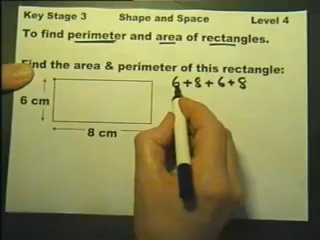 Key Stage 3 Shape and Space Level 4
To find perimeter and area of rectangles.
Find the area & perimeter of this rectangle:
6+8+6+8
6 cm
8 cm